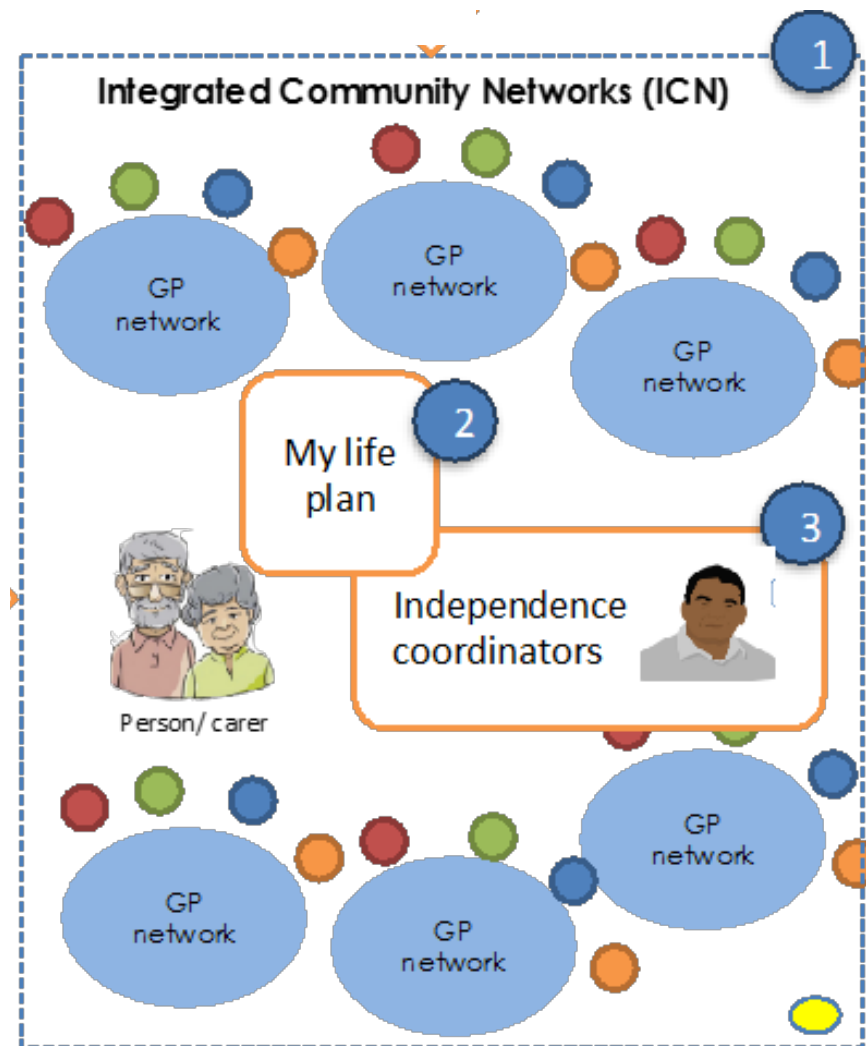 1
Integrated Community Networks (ICN)
GP
network
GP
network
GP
network
2
My life
plan
3
Independence
coordinators
Person/ carer
GP
network
GP
network
GP
network